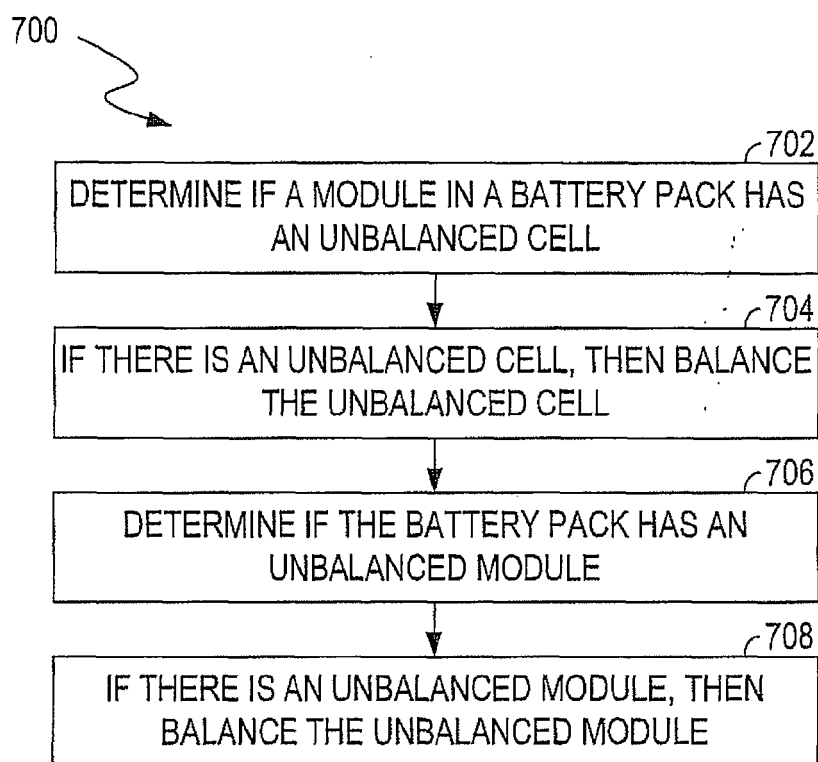 700
702
DETERMINE IF A MODULE IN A BATTERY PACK HAS
AN UNBALANCED CELL
704
IF THERE IS AN UNBALANCED CELL, THEN BALANCE
THE UNBALANCED CELL
706
DETERMINE IF THE BATTERY PACK HAS AN
UNBALANCED MODULE
708
IF THERE IS AN UNBALANCED MODULE, THEN
BALANCE THE UNBALANCED MODULE